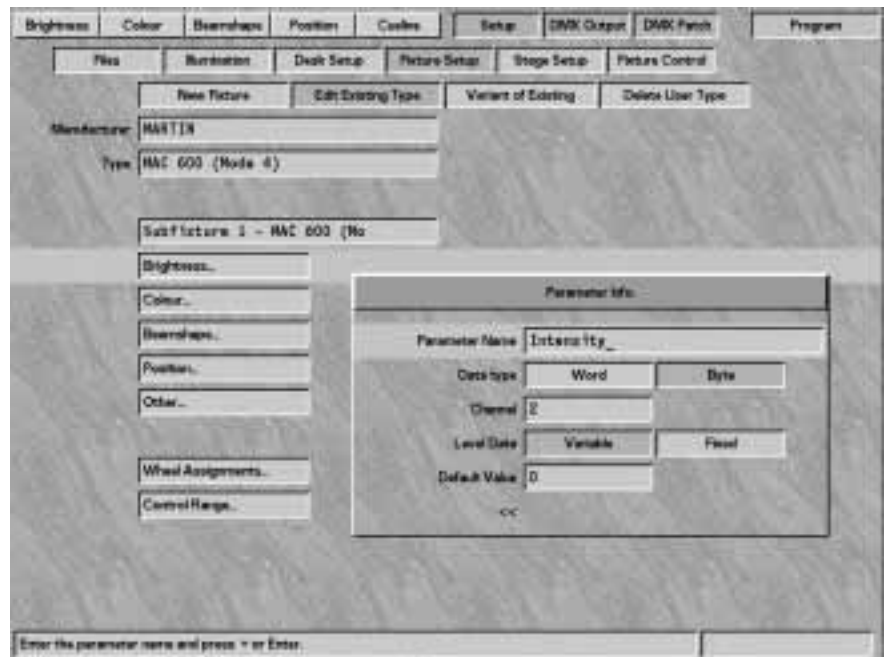 Brightness Colour Beamshape Position Cuelins Setup DMX Output DMX Patch Program
Files Illumination Desk Setup Fixture Setup Stage Setup Fixture Control
New Fixture Edit Existing Type Variant of Existing Delete User Type
Manufacturer MARTIN
Type MAC 600 (Mode 4)
Subfixture 1 - MAC 600 (Mo
Brightness...
Colour...
Beamshape...
Position...
Other...
Wheel Assignments...
Control Range...
Parameter Info.
Parameter Name Intensity_
Data type Word Byte
Channel 2
Level Data Variable Fixed
Default Value 0
<<
Enter the parameter name and press + or Enter.